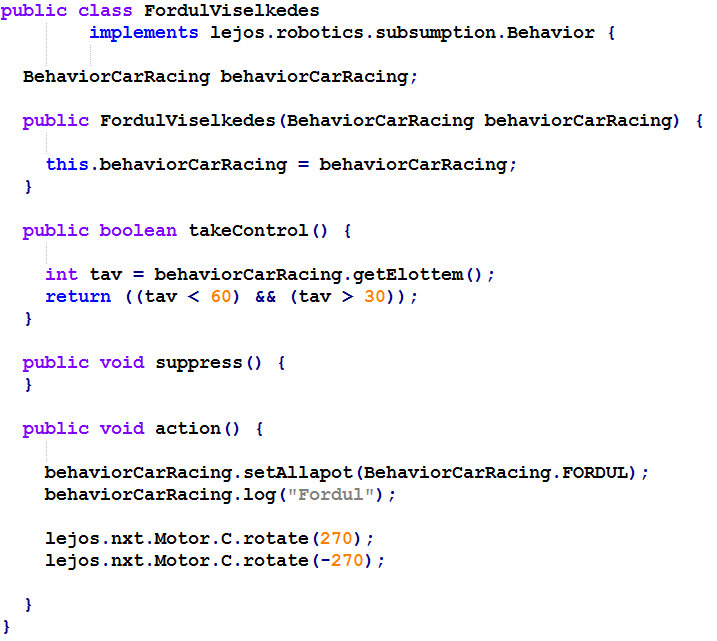 public class FordulViselkedes
        implements lejos.robotics.subsumption.Behavior {
  BehaviorCarRacing behaviorCarRacing;
  public FordulViselkedes(BehaviorCarRacing behaviorCarRacing) {
    this.behaviorCarRacing = behaviorCarRacing;
  }
  public boolean takeControl() {
    int tav = behaviorCarRacing.getElottem();
    return ((tav < 60) && (tav > 30));
  }
  public void suppress() {
  }
  public void action() {
    behaviorCarRacing.setAllapot(BehaviorCarRacing.FORDUL);
    behaviorCarRacing.log("Fordul");
    lejos.nxt.Motor.C.rotate(270);
    lejos.nxt.Motor.C.rotate(-270);
  }
}